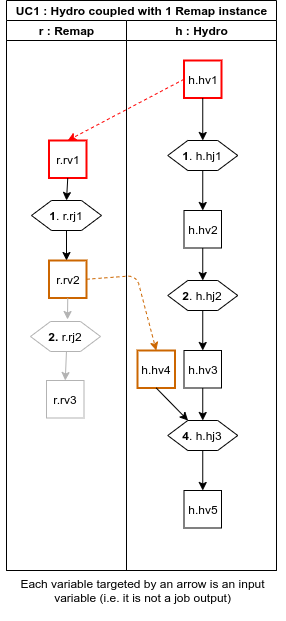 UC1 : Hydro coupled with 1 Remap instance
r : Remap
h : Hydro
h.hv1
r.rv1
1. h.hj1
1. r.rj1
h.hv2
r.rv2
2. h.hj2
2. r.rj2
h.hv4
h.hv3
r.rv3
4. h.hj3
h.hv5
Each variable targeted by an arrow is an input
variable (i.e. it is not a job output)